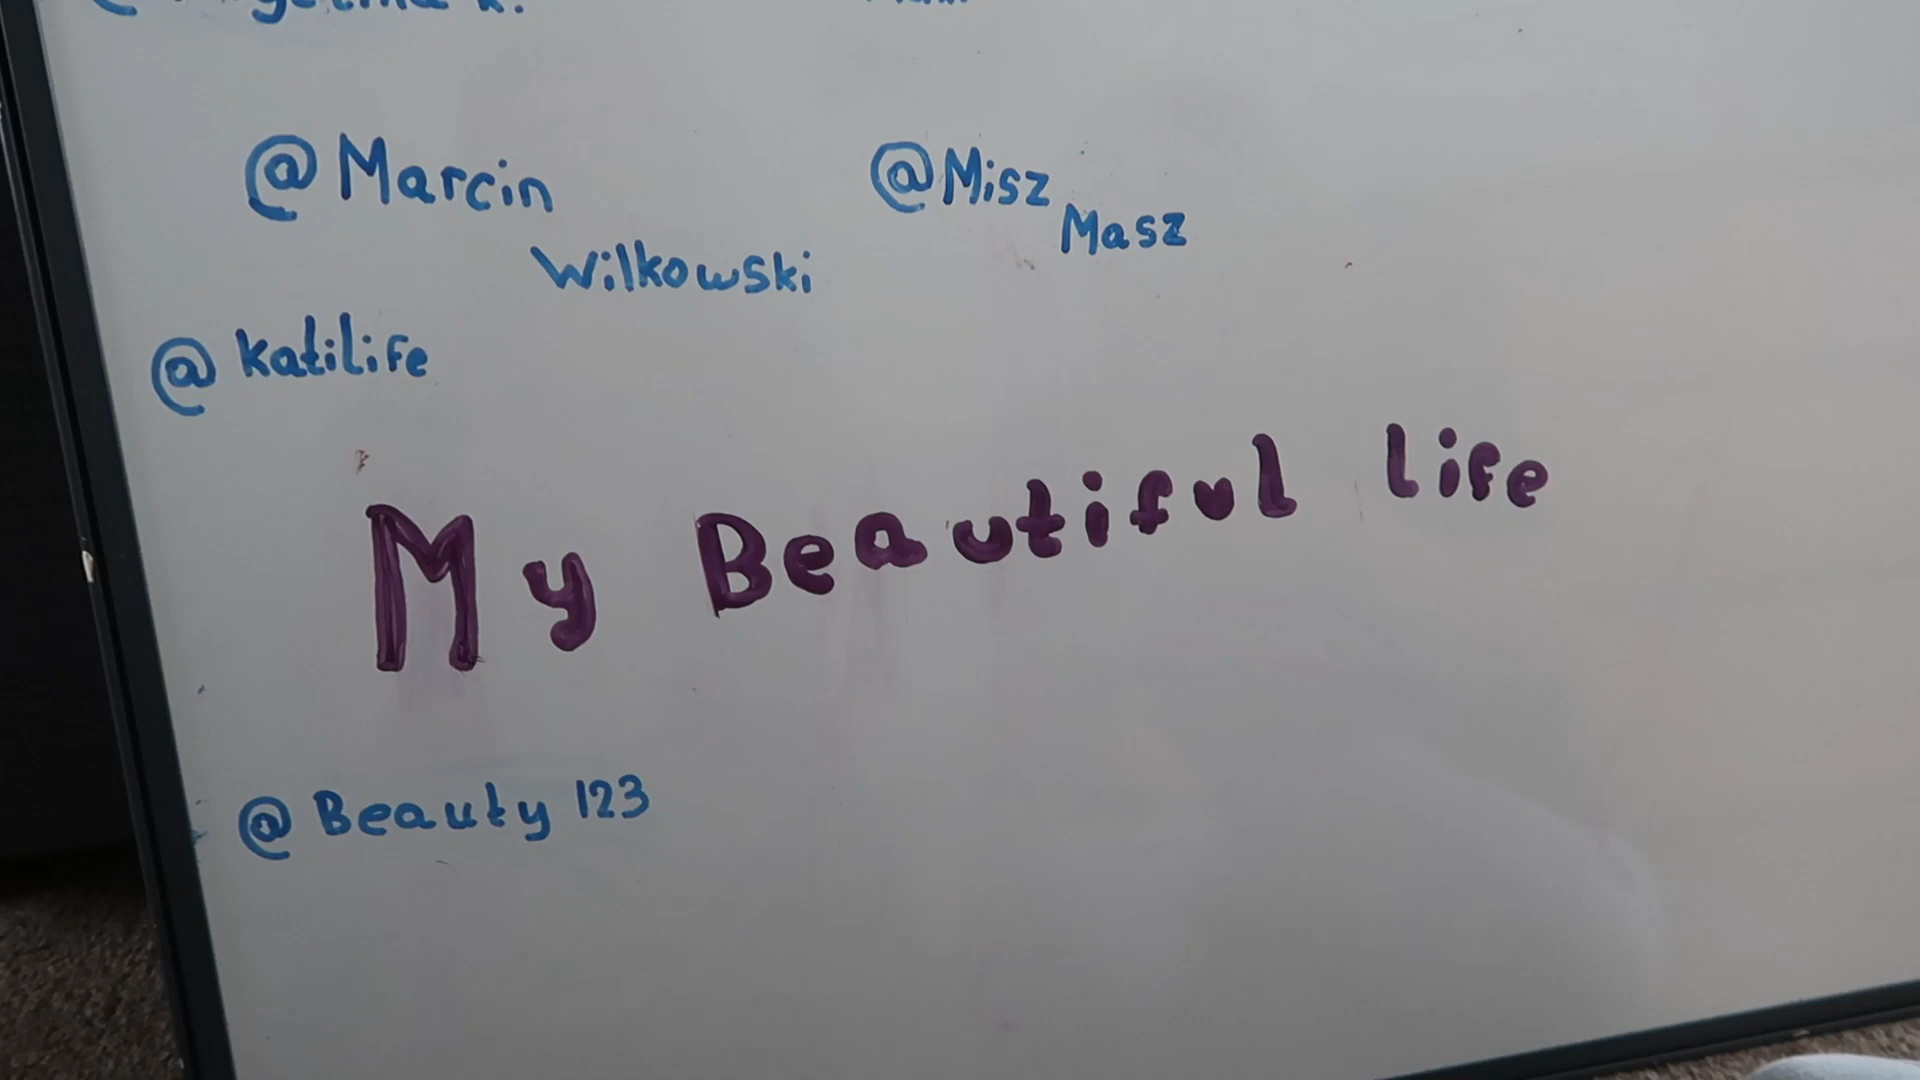 @Marcin
Wilkowski
@Misz
Masz
@katilife
My Beautiful life
@Beauty 123